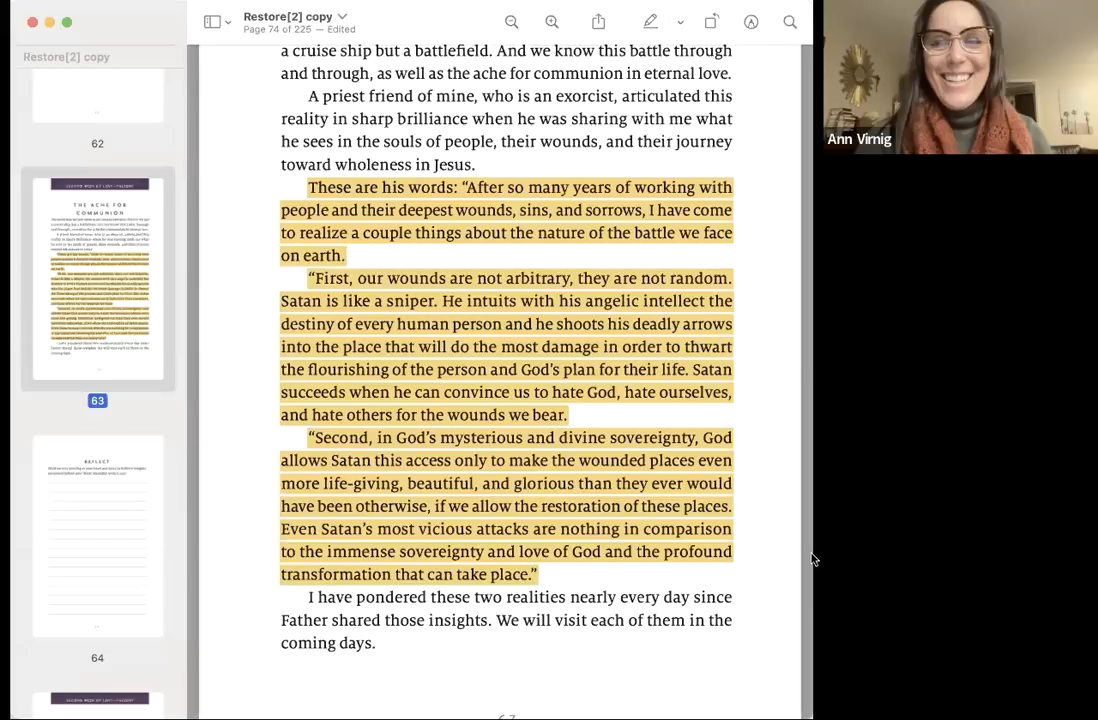 Restore[2] copy
Page 74 of 225 — Edited
Restore[2] copy
62
THE ACHE FOR
COMMUNION
63
REFLECT
64
a cruise ship but a battlefield. And we know this battle through
and through, as well as the ache for communion in eternal love.
A priest friend of mine, who is an exorcist, articulated this
reality in sharp brilliance when he was sharing with me what
he sees in the souls of people, their wounds, and their journey
toward wholeness in Jesus.
These are his words: “After so many years of working with
people and their deepest wounds, sins, and sorrows, I have come
to realize a couple things about the nature of the battle we face
on earth.
“First, our wounds are not arbitrary, they are not random.
Satan is like a sniper. He intuits with his angelic intellect the
destiny of every human person and he shoots his deadly arrows
into the place that will do the most damage in order to thwart
the flourishing of the person and God’s plan for their life. Satan
succeeds when he can convince us to hate God, hate ourselves,
and hate others for the wounds we bear.
“Second, in God’s mysterious and divine sovereignty, God
allows Satan this access only to make the wounded places even
more life-giving, beautiful, and glorious than they ever would
have been otherwise, if we allow the restoration of these places.
Even Satan’s most vicious attacks are nothing in comparison
to the immense sovereignty and love of God and the profound
transformation that can take place.”
I have pondered these two realities nearly every day since
Father shared those insights. We will visit each of them in the
coming days.
Ann Virnig